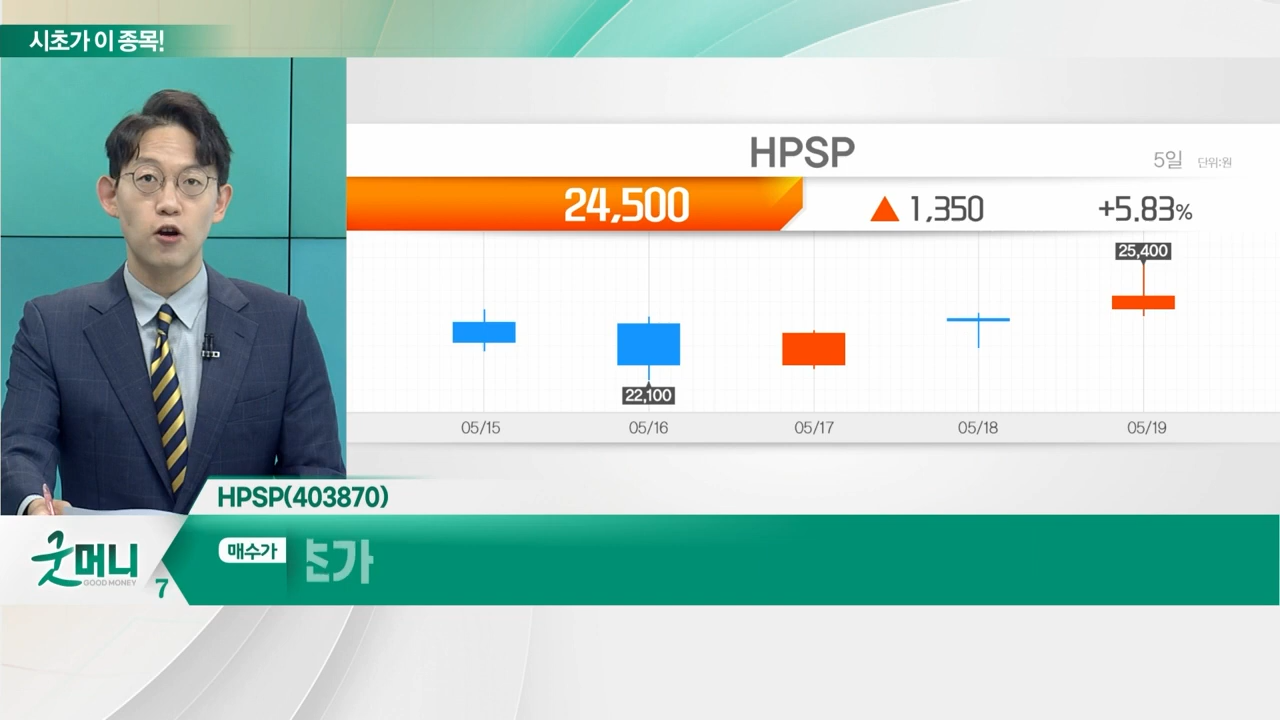 시초가 이 종목!
HPSP
5일 단위:원
24,500 ▲ 1,350 +5.83%
25,400
22,100
05/15 05/16 05/17 05/18 05/19
HPSP(403870)
굿머니
GOOD MONEY
7
매수가
초가